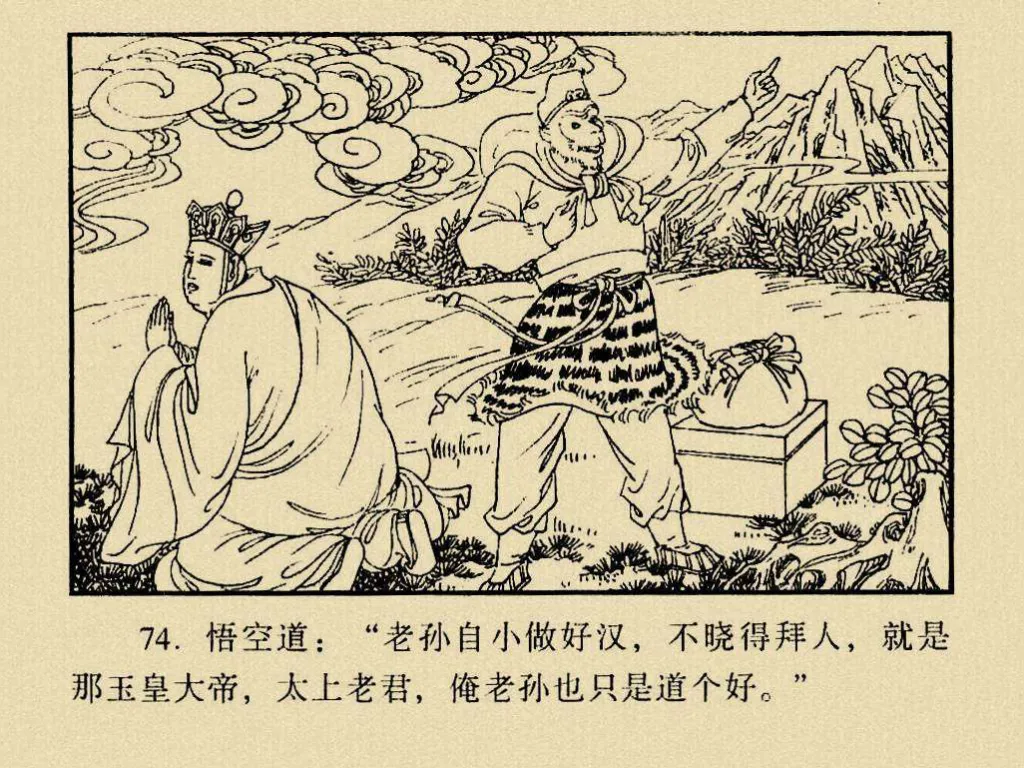 74. 悟空道：“老孙自小做好汉，不晓得拜人，就是
那玉皇大帝，太上老君，俺老孙也只是道个好。”